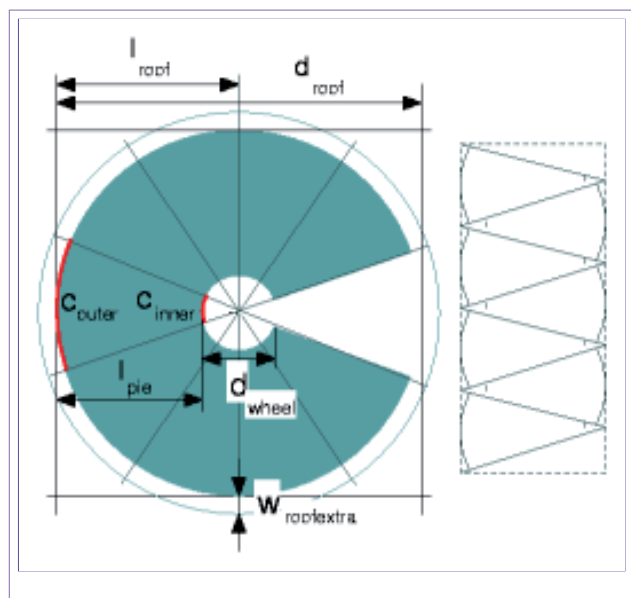 l roof
d roof
c outer
c inner
l pie
d wheel
w roofextra